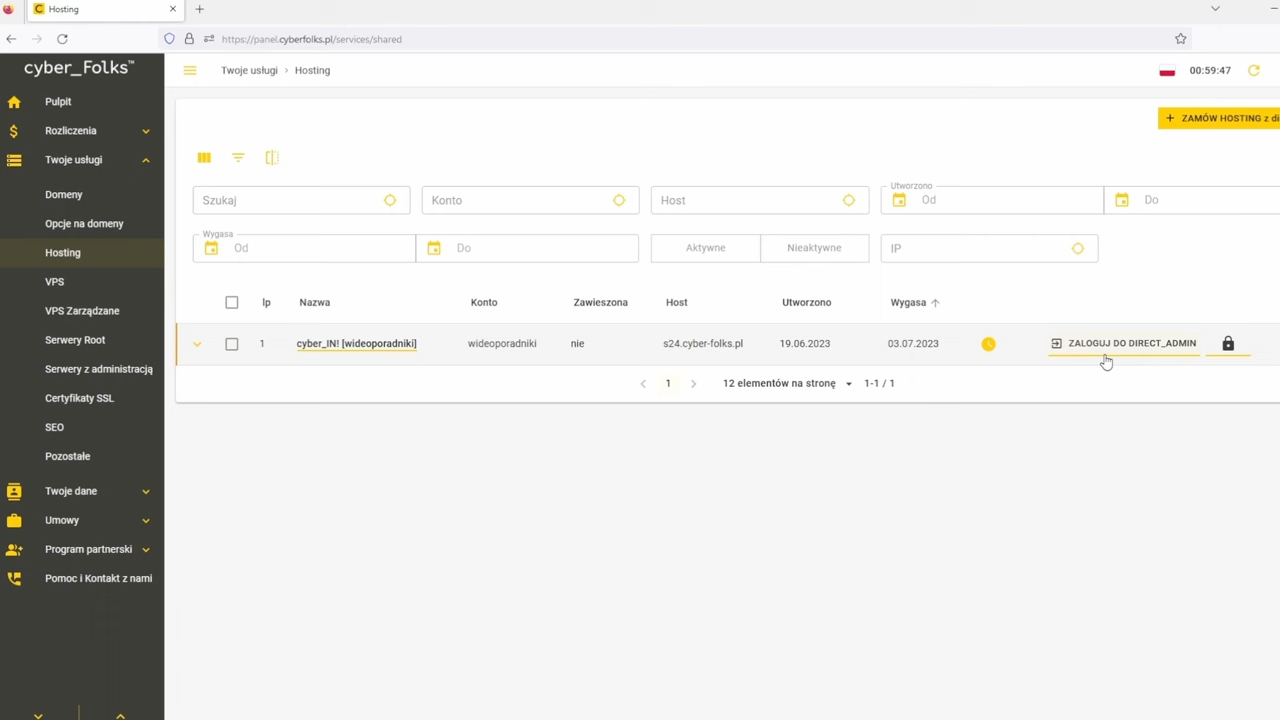 Hosting
https://panel.cyberfolks.pl/services/shared
cyber_Folks™
Twoje usługi › Hosting
00:59:47
Pulpit
Rozliczenia
Twoje usługi
Domeny
Opcje na domeny
Hosting
VPS
VPS Zarządzane
Serwery Root
Serwery z administracją
Certyfikaty SSL
SEO
Pozostałe
Twoje dane
Umowy
Program partnerski
Pomoc i Kontakt z nami
+ ZAMÓW HOSTING z
Szukaj
Konto
Host
Utworzono
Od
Do
Wygasa
Od
Do
Aktywne
Nieaktywne
IP
lp Nazwa Konto Zawieszona Host Utworzono Wygasa
1 cyber_IN! [wideoporadniki] wideoporadniki nie s24.cyber-folks.pl 19.06.2023 03.07.2023 ZALOGUJ DO DIRECT_ADMIN
1 12 elementów na stronę 1-1 / 1